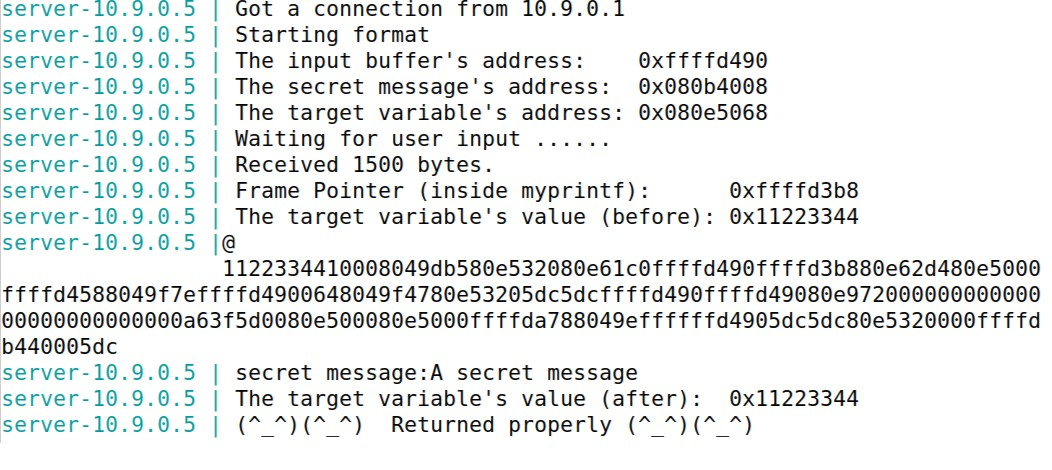 server-10.9.0.5 | Got a connection from 10.9.0.1
server-10.9.0.5 | Starting format
server-10.9.0.5 | The input buffer's address:    0xffffd490
server-10.9.0.5 | The secret message's address:  0x080b4008
server-10.9.0.5 | The target variable's address: 0x080e5068
server-10.9.0.5 | Waiting for user input ......
server-10.9.0.5 | Received 1500 bytes.
server-10.9.0.5 | Frame Pointer (inside myprintf):      0xffffd3b8
server-10.9.0.5 | The target variable's value (before): 0x11223344
server-10.9.0.5 |@
1122334410008049db580e532080e61c0ffffd490ffffd3b880e62d480e5000
ffffd4588049f7effffd4900648049f4780e53205dc5dcffffd490ffffd49080e972000000000000
00000000000000a63f5d0080e500080e5000ffffda788049effffffd4905dc5dc80e5320000ffffd
b440005dc
server-10.9.0.5 | secret message:A secret message
server-10.9.0.5 | The target variable's value (after):  0x11223344
server-10.9.0.5 | (^_^)(^_^)  Returned properly (^_^)(^_^)